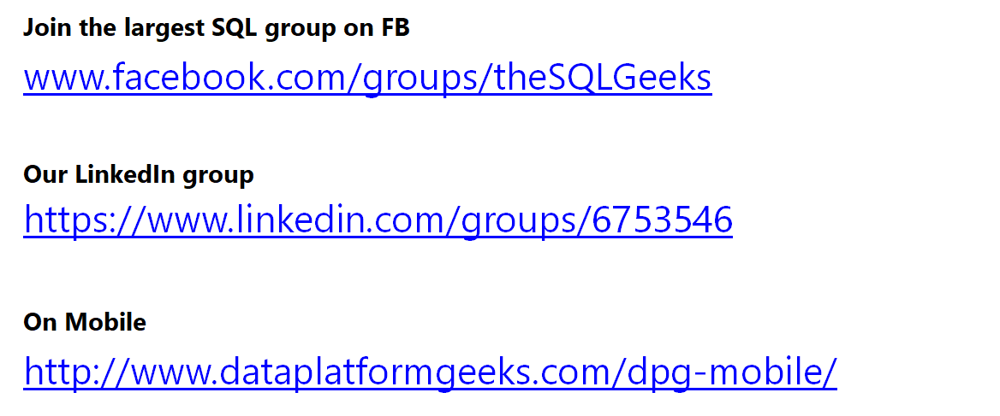 Join the largest SQL group on FB
www.facebook.com/groups/theSQLGeeks
Our LinkedIn group
https://www.linkedin.com/groups/6753546
On Mobile
http://www.dataplatformgeeks.com/dpg-mobile/